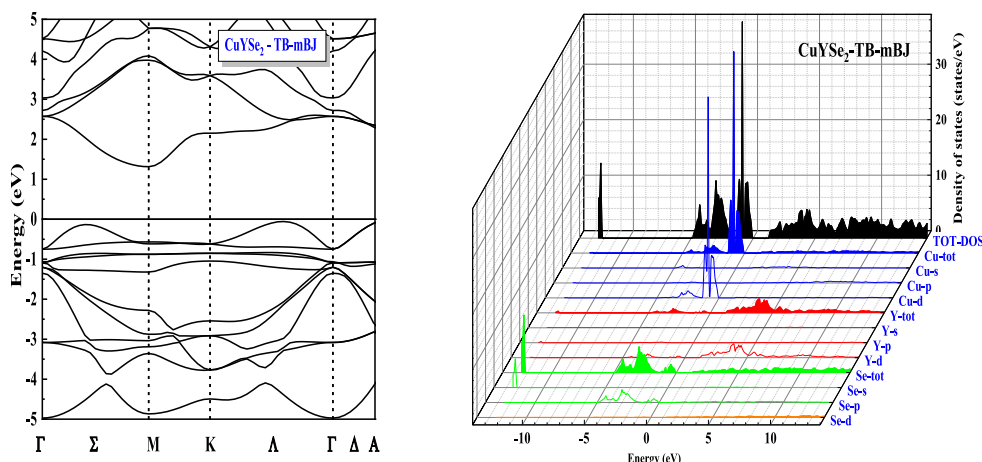 5
4
3
2
1
0
-1
-2
-3
-4
-5
Energy (eV)
CuYSe₂ - TB-mBJ
Γ Σ M K Λ Γ Δ A
CuYSe₂-TB-mBJ
30
20
10
0
Density of states (states/eV)
TOT-DOS
Cu-tot
Cu-s
Cu-p
Cu-d
Y-tot
Y-s
Y-p
Y-d
Se-tot
Se-s
Se-p
Se-d
-10 -5 0 5 10
Energy (eV)